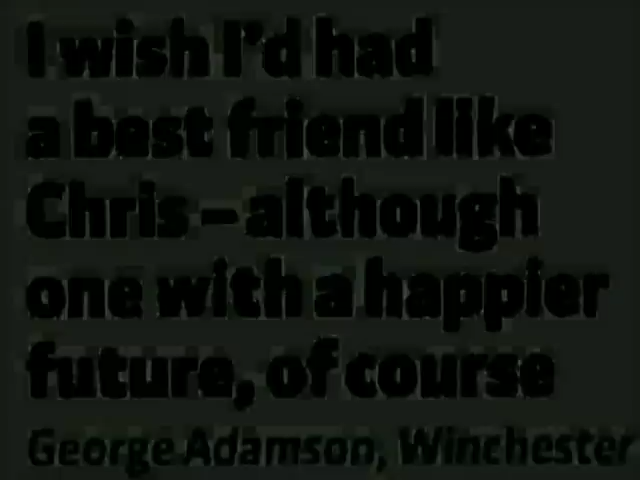 I wish I'd had
a best friend like
Chris – although
one with a happier
future, of course
George Adamson, Winchester